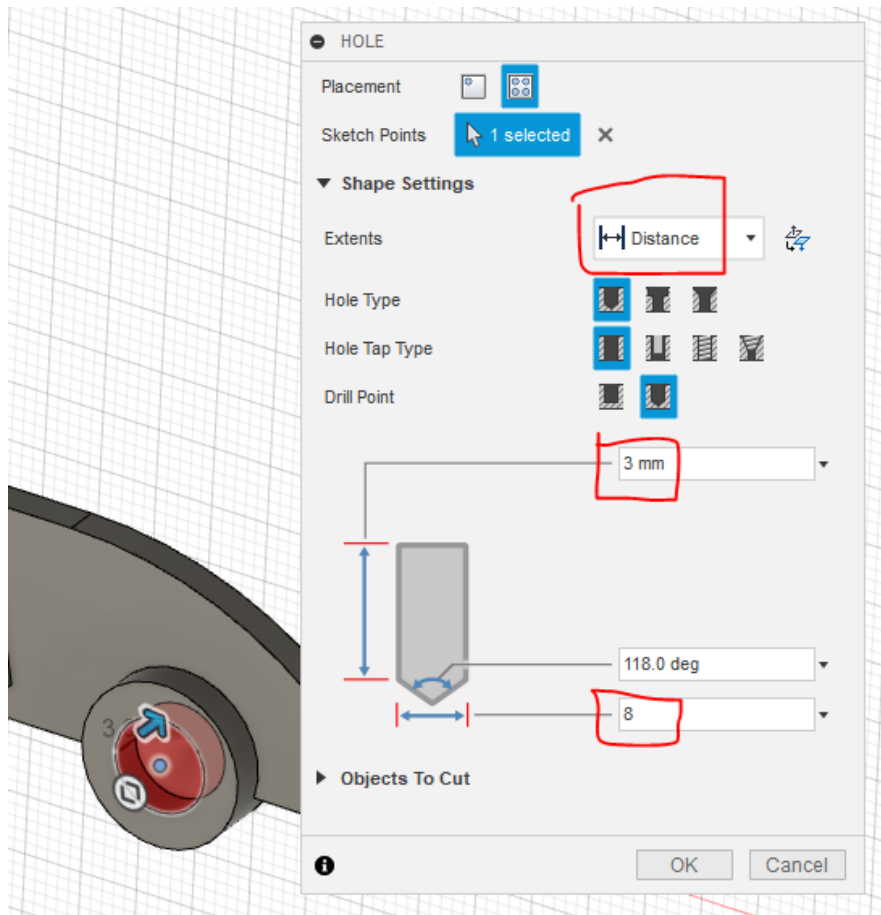 HOLE
Placement
Sketch Points 1 selected
Shape Settings
Extents Distance
Hole Type
Hole Tap Type
Drill Point
3 mm
118.0 deg
8
Objects To Cut
OK Cancel